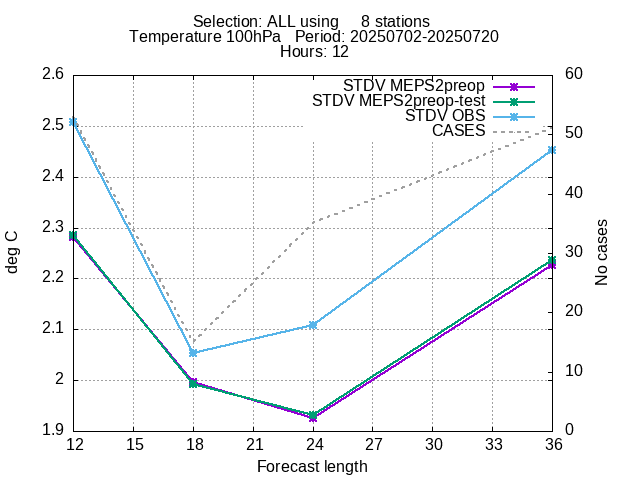 Selection: ALL using 8 stations
Temperature 100hPa Period: 20250702-20250720
Hours: 12
STDV MEPS2preop
STDV MEPS2preop-test
STDV OBS
CASES
2.6
2.5
2.4
2.3
2.2
2.1
2
1.9
deg C
60
50
40
30
20
10
0
No cases
12 15 18 21 24 27 30 33 36
Forecast length